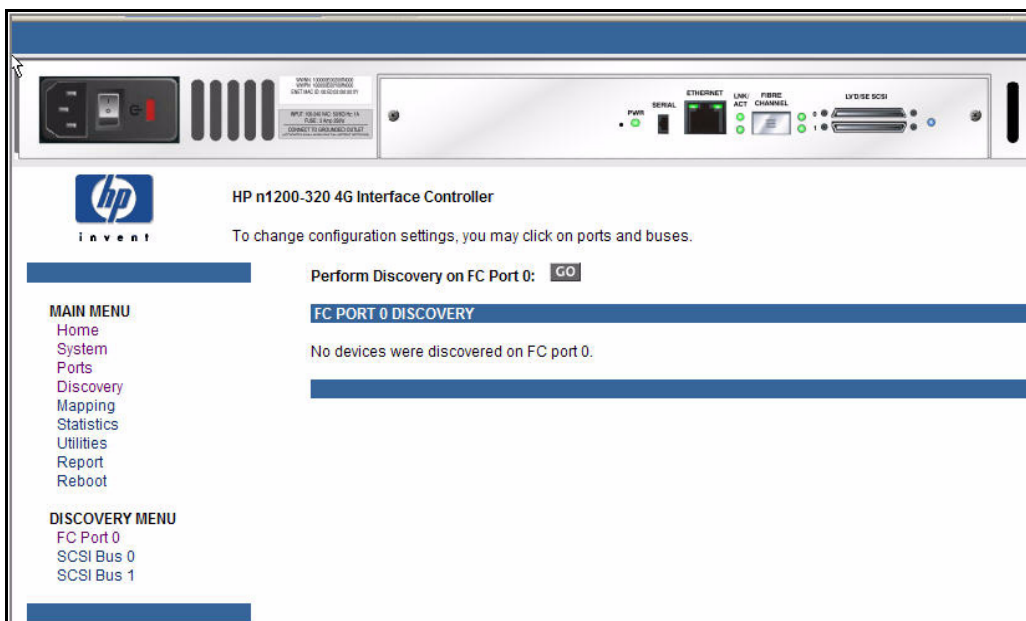 ETHERNET
LNK/
ACT
FIBRE
CHANNEL
LVD/SE SCSI
SERIAL
PWR
0
1
hp
invent
HP n1200-320 4G Interface Controller
To change configuration settings, you may click on ports and buses.
Perform Discovery on FC Port 0: GO
FC PORT 0 DISCOVERY
No devices were discovered on FC port 0.
MAIN MENU
Home
System
Ports
Discovery
Mapping
Statistics
Utilities
Report
Reboot
DISCOVERY MENU
FC Port 0
SCSI Bus 0
SCSI Bus 1